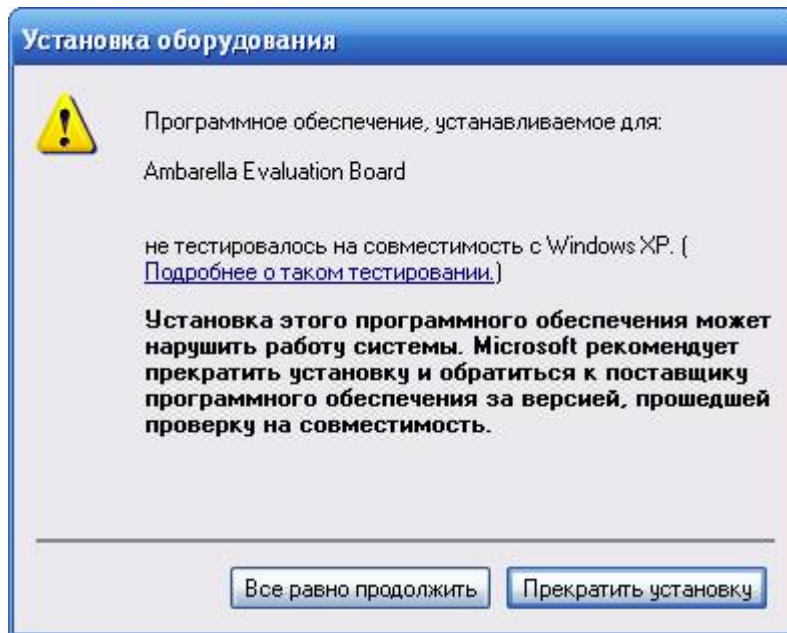 Установка оборудования
Программное обеспечение, устанавливаемое для:
Ambarella Evaluation Board
не тестировалось на совместимость с Windows XP. (
Подробнее о таком тестировании.)
Установка этого программного обеспечения может
нарушить работу системы. Microsoft рекомендует
прекратить установку и обратиться к поставщику
программного обеспечения за версией, прошедшей
проверку на совместимость.
Все равно продолжить
Прекратить установку